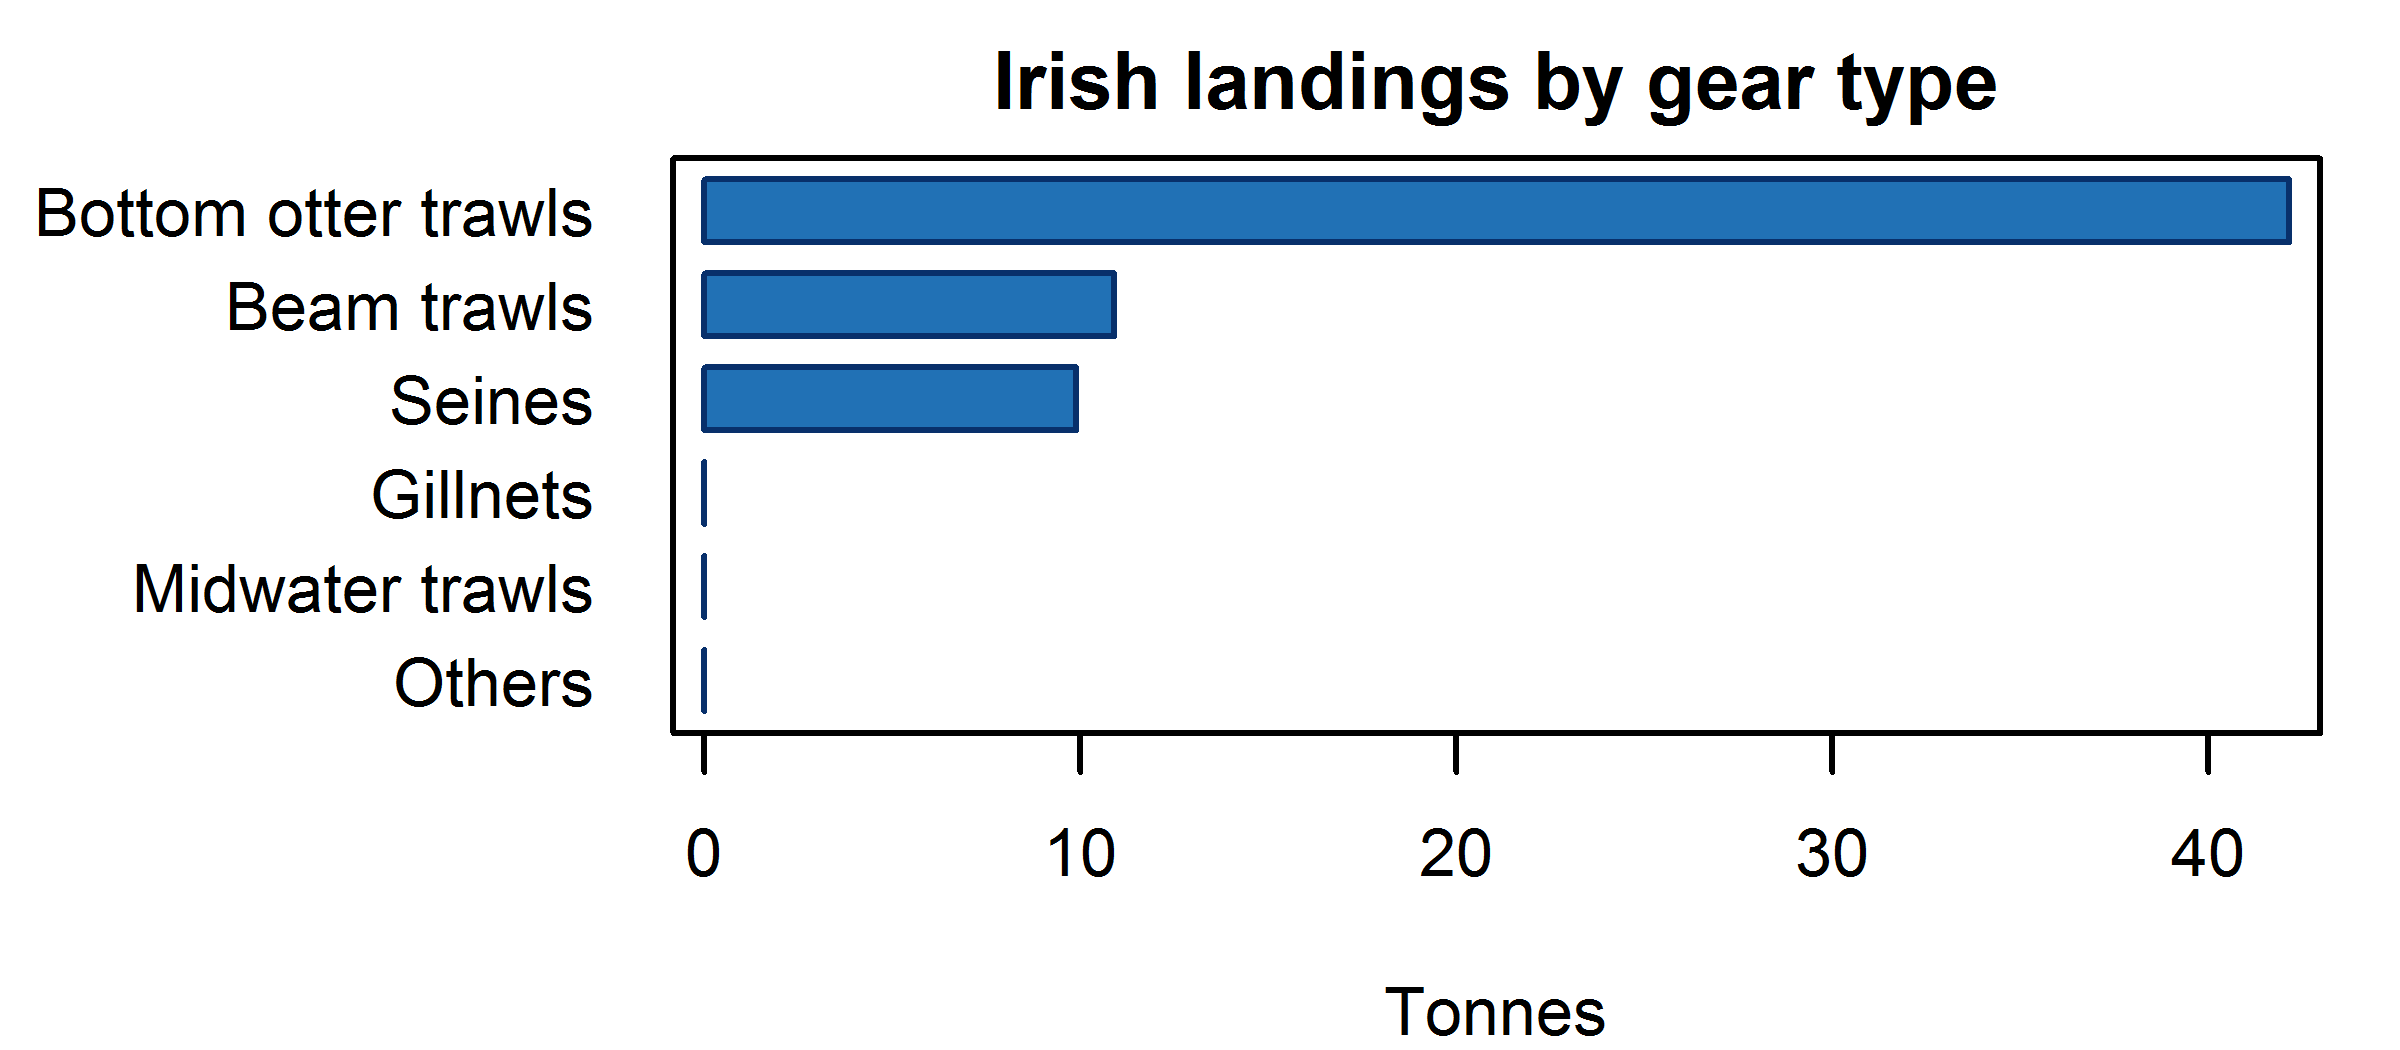 Irish landings by gear type
Bottom otter trawls
Beam trawls
Seines
Gillnets
Midwater trawls
Others
0 10 20 30 40
Tonnes